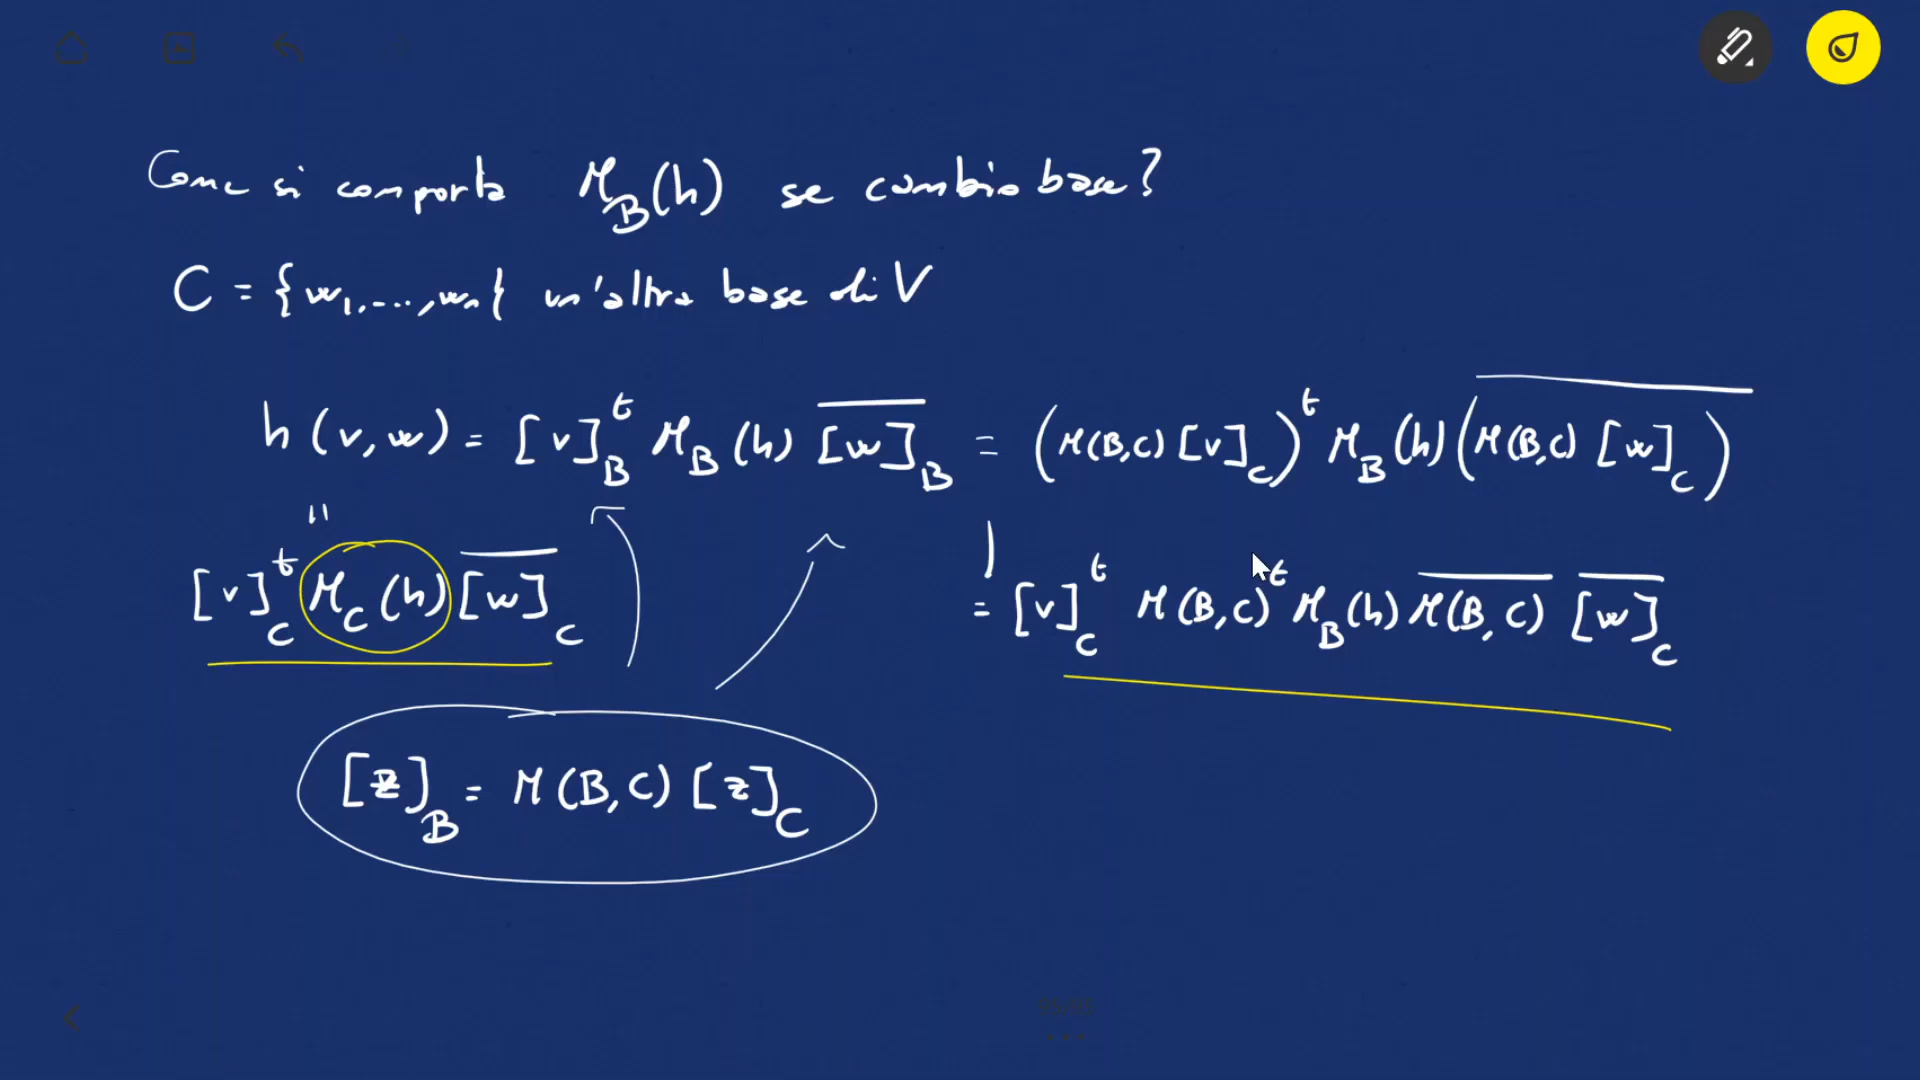 Come si comporta M_B(h) se cambio base?
C = {w_1,...,w_n} un'altra base di V
h(v,w) = [v]_B^t M_B(h) \overline{[w]}_B = (M(B,C)[v]_C)^t M_B(h) \overline{(M(B,C)[w]_C)}
"
[v]_C^t M_C(h) \overline{[w]}_C
= [v]_C^t M(B,C)^t M_B(h) \overline{M(B,C)} \overline{[w]}_C
[z]_B = M(B,C)[z]_C